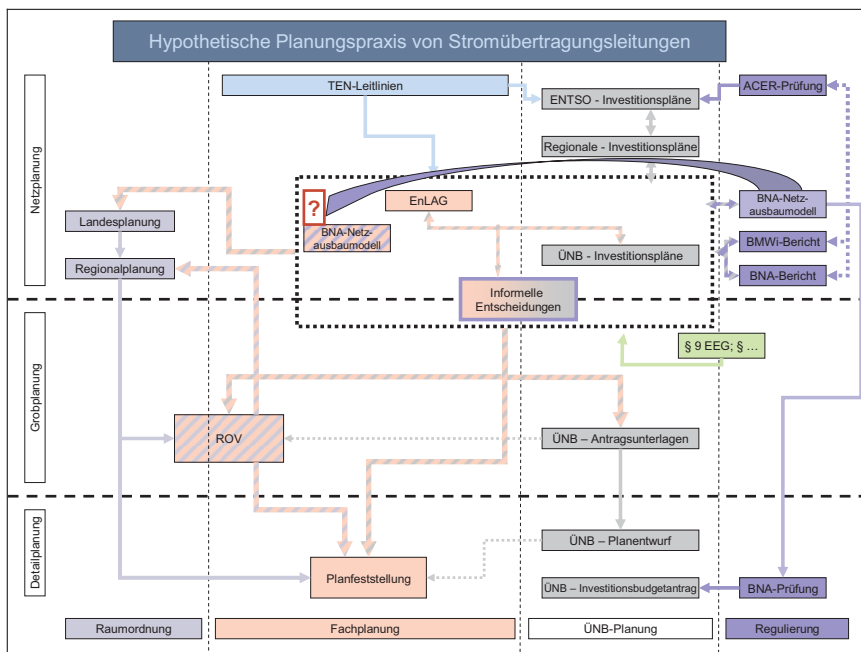 Hypothetische Planungspraxis von Stromübertragungsleitungen
Netzplanung
TEN-Leitlinien
ENTSO - Investitionspläne
ACER-Prüfung
Regionale - Investitionspläne
?
EnLAG
BNA-Netz-
ausbaumodell
BNA-Netz-
ausbaumodell
Landesplanung
Regionalplanung
ÜNB - Investitionspläne
BMWi-Bericht
BNA-Bericht
Informelle
Entscheidungen
Grobplanung
§ 9 EEG; § ...
ROV
ÜNB – Antragsunterlagen
Detailplanung
ÜNB – Planentwurf
Planfeststellung
ÜNB – Investitionsbudgetantrag
BNA-Prüfung
Raumordnung
Fachplanung
ÜNB-Planung
Regulierung